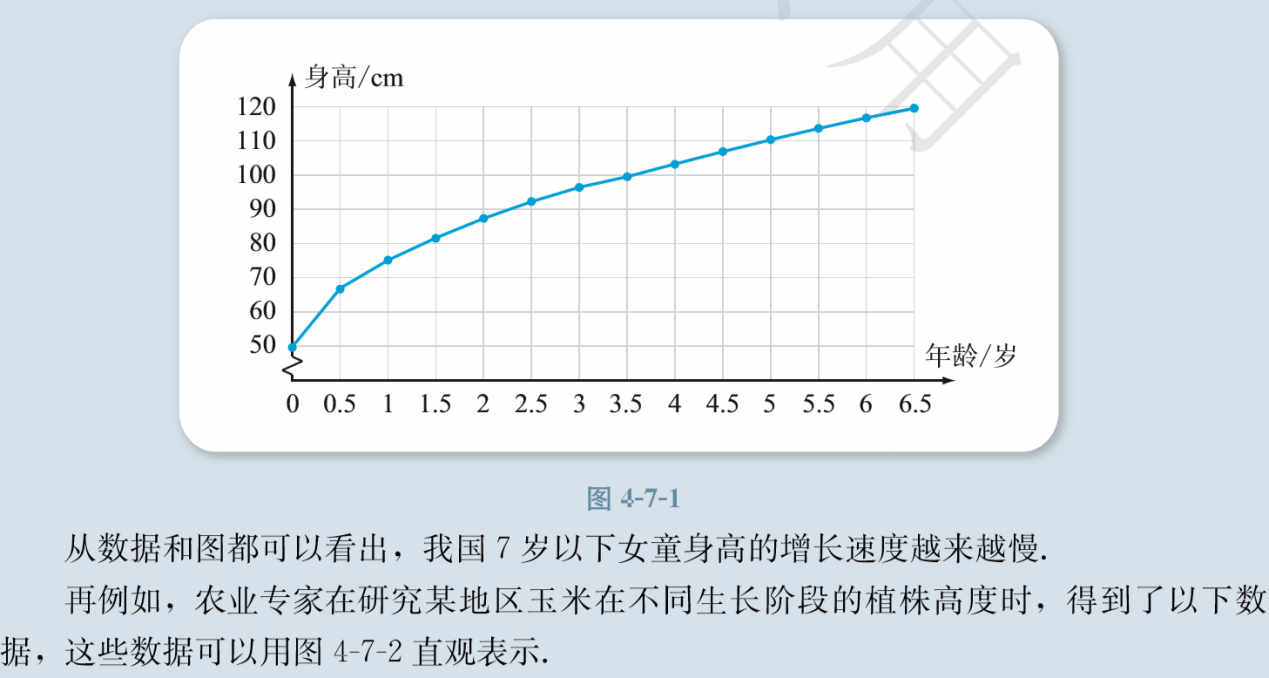 身高/cm
120
110
100
90
80
70
60
50
年龄/岁
0 0.5 1 1.5 2 2.5 3 3.5 4 4.5 5 5.5 6 6.5
图 4-7-1
从数据和图都可以看出，我国 7 岁以下女童身高的增长速度越来越慢.
再例如，农业专家在研究某地区玉米在不同生长阶段的植株高度时，得到了以下数
据，这些数据可以用图 4-7-2 直观表示.
用